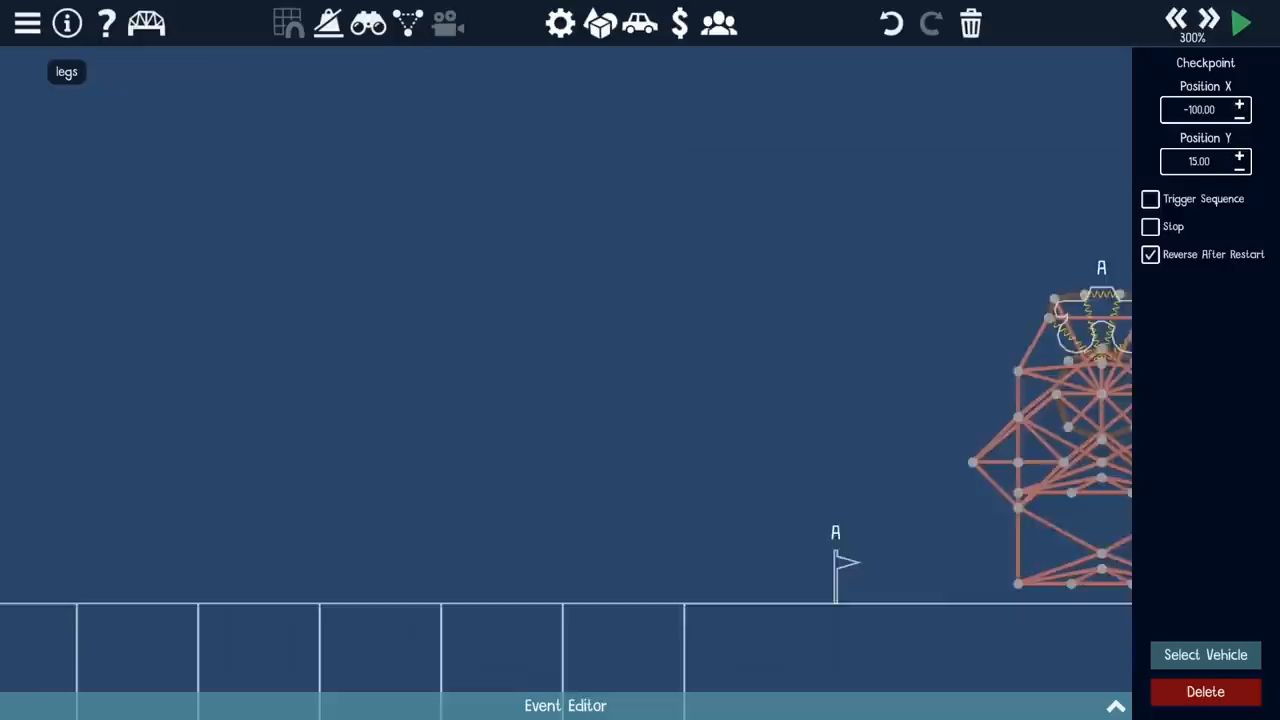 300%
legs
Checkpoint
Position X
-100.00
Position Y
15.00
Trigger Sequence
Stop
Reverse After Restart
A
A
Select Vehicle
Delete
Event Editor